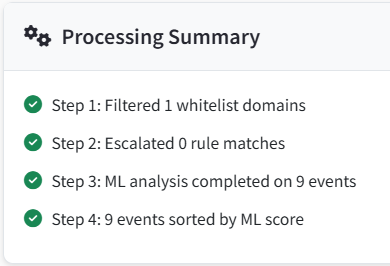 Processing Summary
Step 1: Filtered 1 whitelist domains
Step 2: Escalated 0 rule matches
Step 3: ML analysis completed on 9 events
Step 4: 9 events sorted by ML score